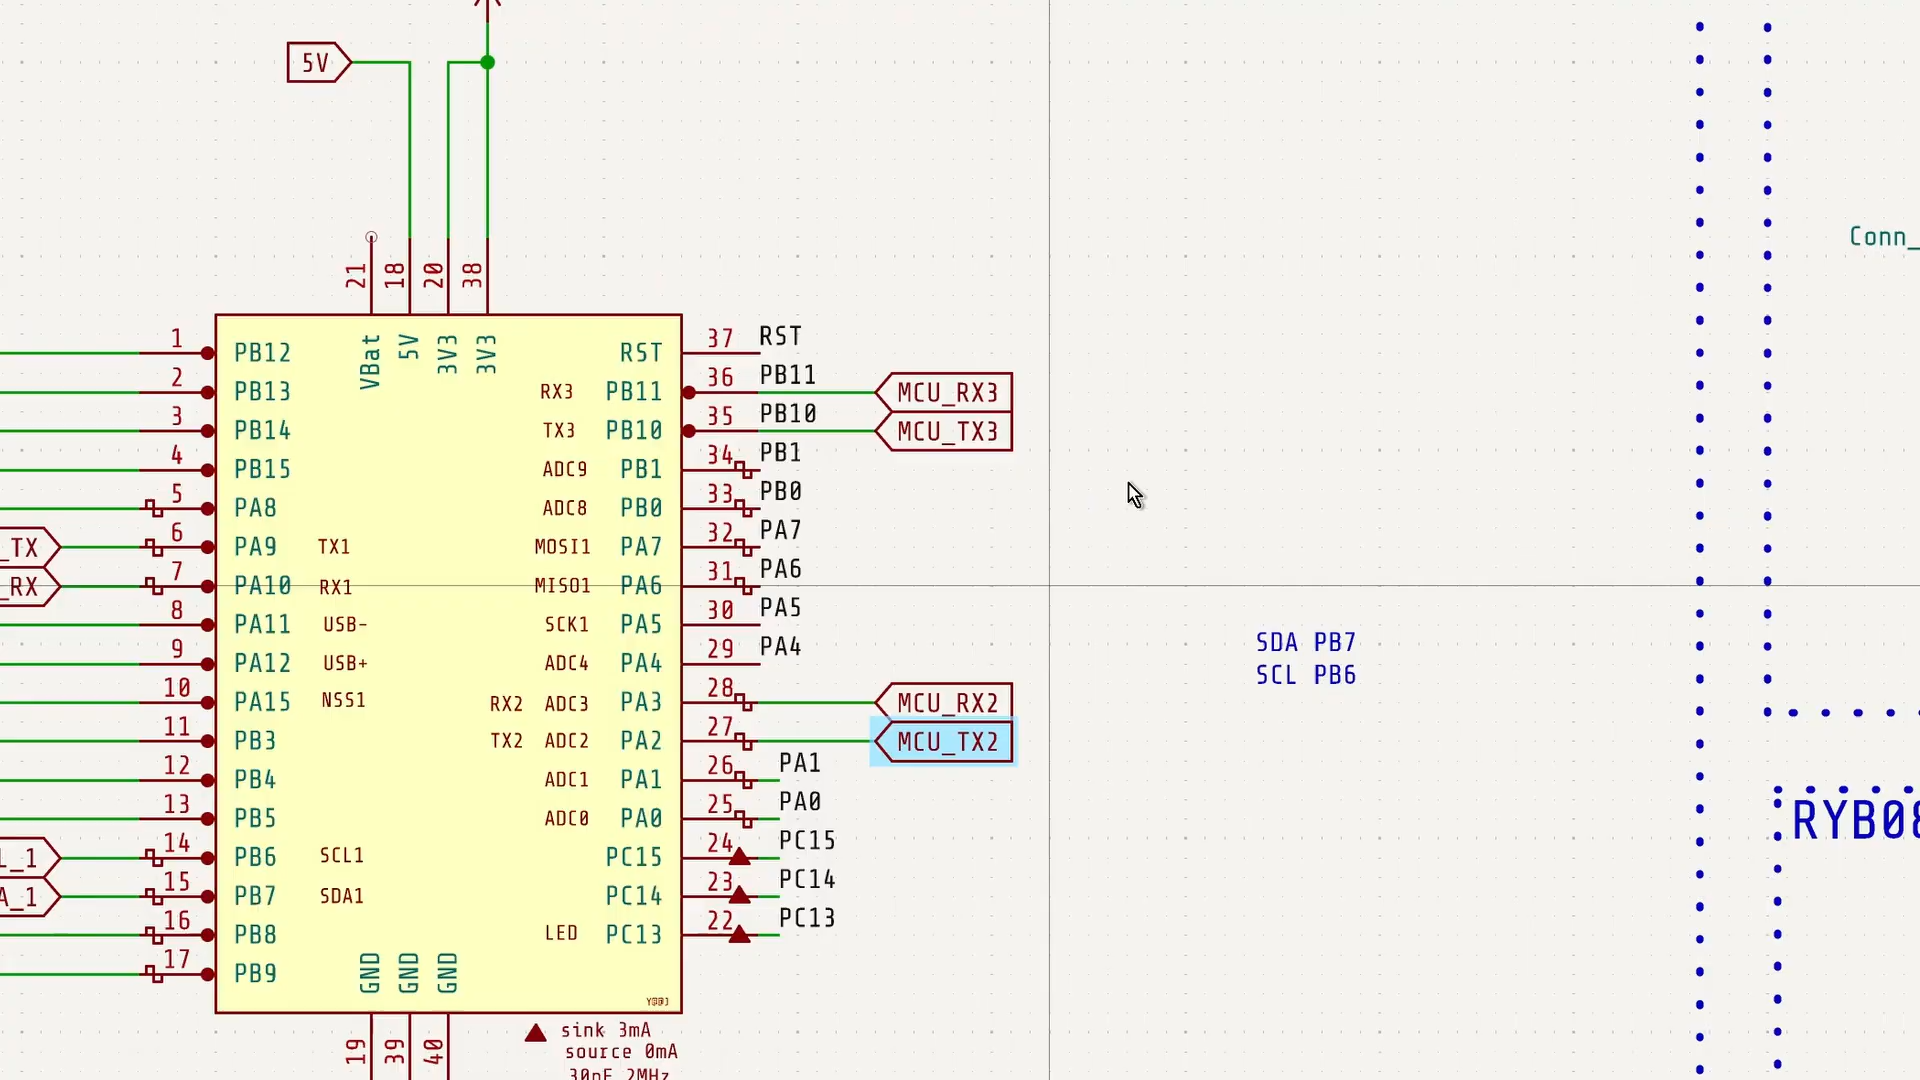 5V
21 18 20 38
Conn_
VBat 5V 3V3 3V3
1 PB12 RST 37 RST
2 PB13 RX3 PB11 36 PB11 MCU_RX3
3 PB14 TX3 PB10 35 PB10 MCU_TX3
4 PB15 ADC9 PB1 34 PB1
5 PA8 ADC8 PB0 33 PB0
_TX 6 PA9 TX1 MOSI1 PA7 32 PA7
_RX 7 PA10 RX1 MISO1 PA6 31 PA6
8 PA11 USB- SCK1 PA5 30 PA5
9 PA12 USB+ ADC4 PA4 29 PA4
SDA PB7
SCL PB6
10 PA15 NSS1 RX2 ADC3 PA3 28 MCU_RX2
11 PB3 TX2 ADC2 PA2 27 MCU_TX2
12 PB4 ADC1 PA1 26 PA1
13 PB5 ADC0 PA0 25 PA0
RYB08
L_1 14 PB6 SCL1 PC15 24 PC15
A_1 15 PB7 SDA1 PC14 23 PC14
16 PB8 LED PC13 22 PC13
17 PB9
GND GND GND
19 39 40
sink 3mA
source 0mA
30pF 2MHz